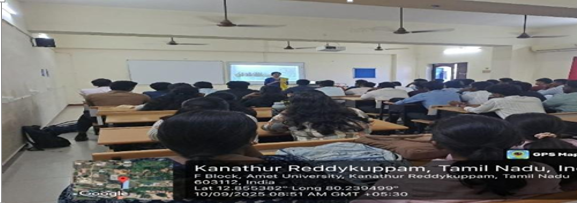 GPS Map
Kanathur Reddykuppam, Tamil Nadu, In
F Block, Amet University, Kanathur Reddykuppam, Tamil Nadu
603112, India
Lat 12.855382° Long 80.239499°
10/09/2025 08:51 AM GMT +05:30
Google